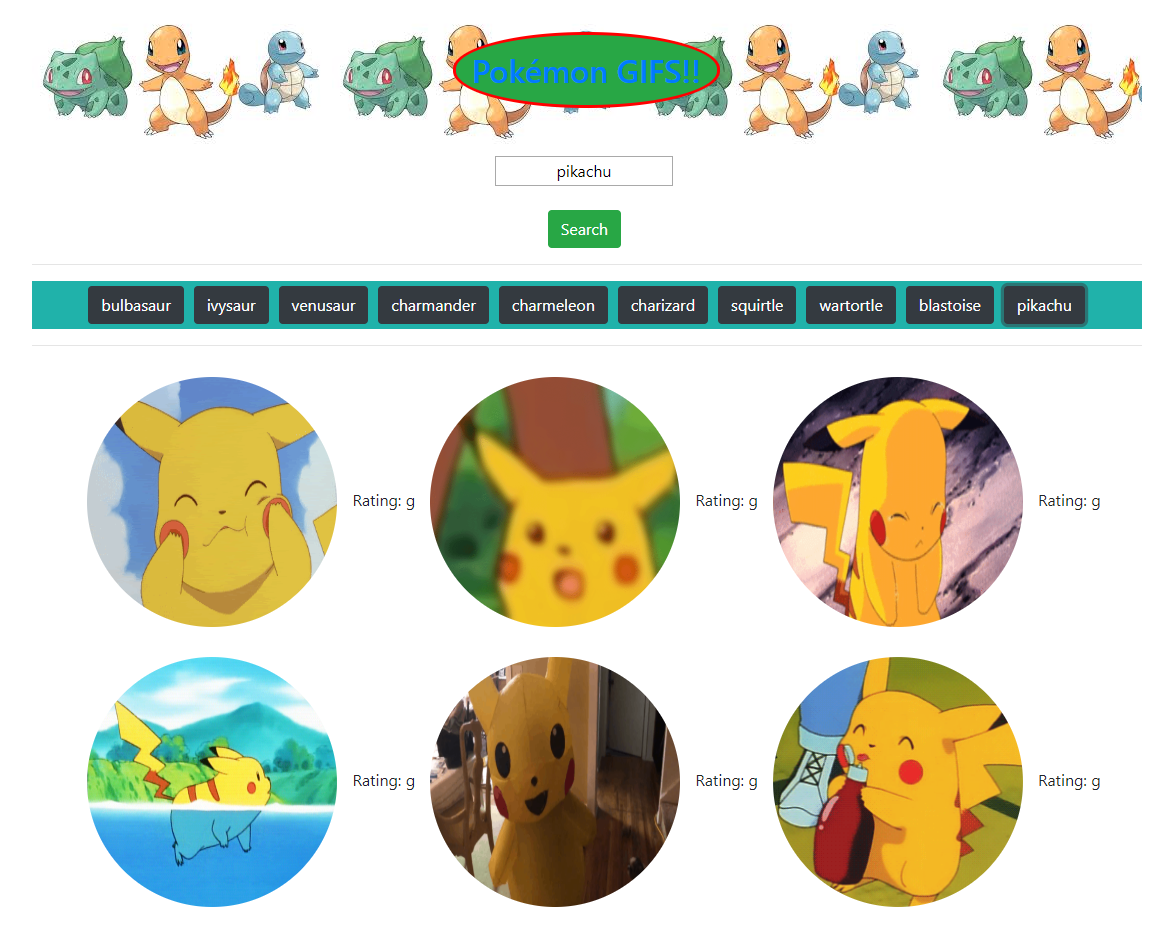 Pokémon GIFS!!
pikachu
Search
bulbasaur ivysaur venusaur charmander charmeleon charizard squirtle wartortle blastoise pikachu
Rating: g Rating: g Rating: g
Rating: g Rating: g Rating: g